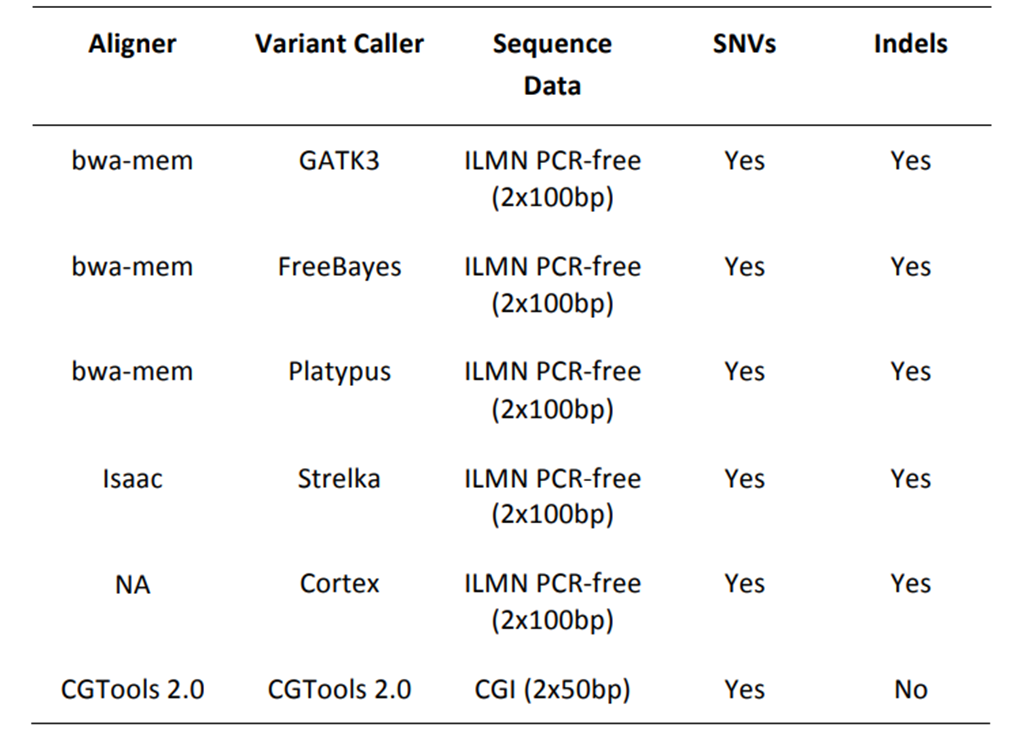 Aligner Variant Caller Sequence Data SNVs Indels
bwa-mem GATK3 ILMN PCR-free (2x100bp) Yes Yes
bwa-mem FreeBayes ILMN PCR-free (2x100bp) Yes Yes
bwa-mem Platypus ILMN PCR-free (2x100bp) Yes Yes
Isaac Strelka ILMN PCR-free (2x100bp) Yes Yes
NA Cortex ILMN PCR-free (2x100bp) Yes Yes
CGTools 2.0 CGTools 2.0 CGI (2x50bp) Yes No